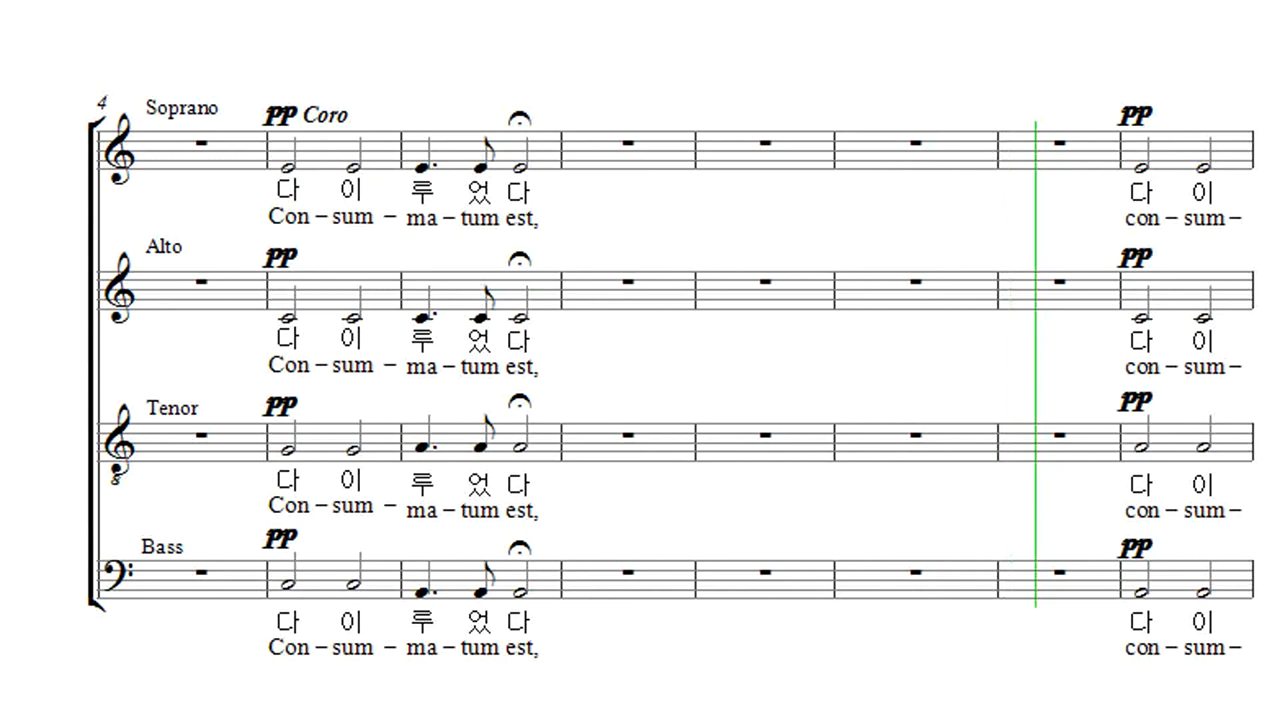 4
Soprano
pp Coro pp
다 이 루 었 다 다 이
Con – sum – ma – tum est, con – sum –
Alto
pp pp
다 이 루 었 다 다 이
Con – sum – ma – tum est, con – sum –
Tenor
pp pp
8
다 이 루 었 다 다 이
Con – sum – ma – tum est, con – sum –
Bass
pp pp
다 이 루 었 다 다 이
Con – sum – ma – tum est, con – sum –